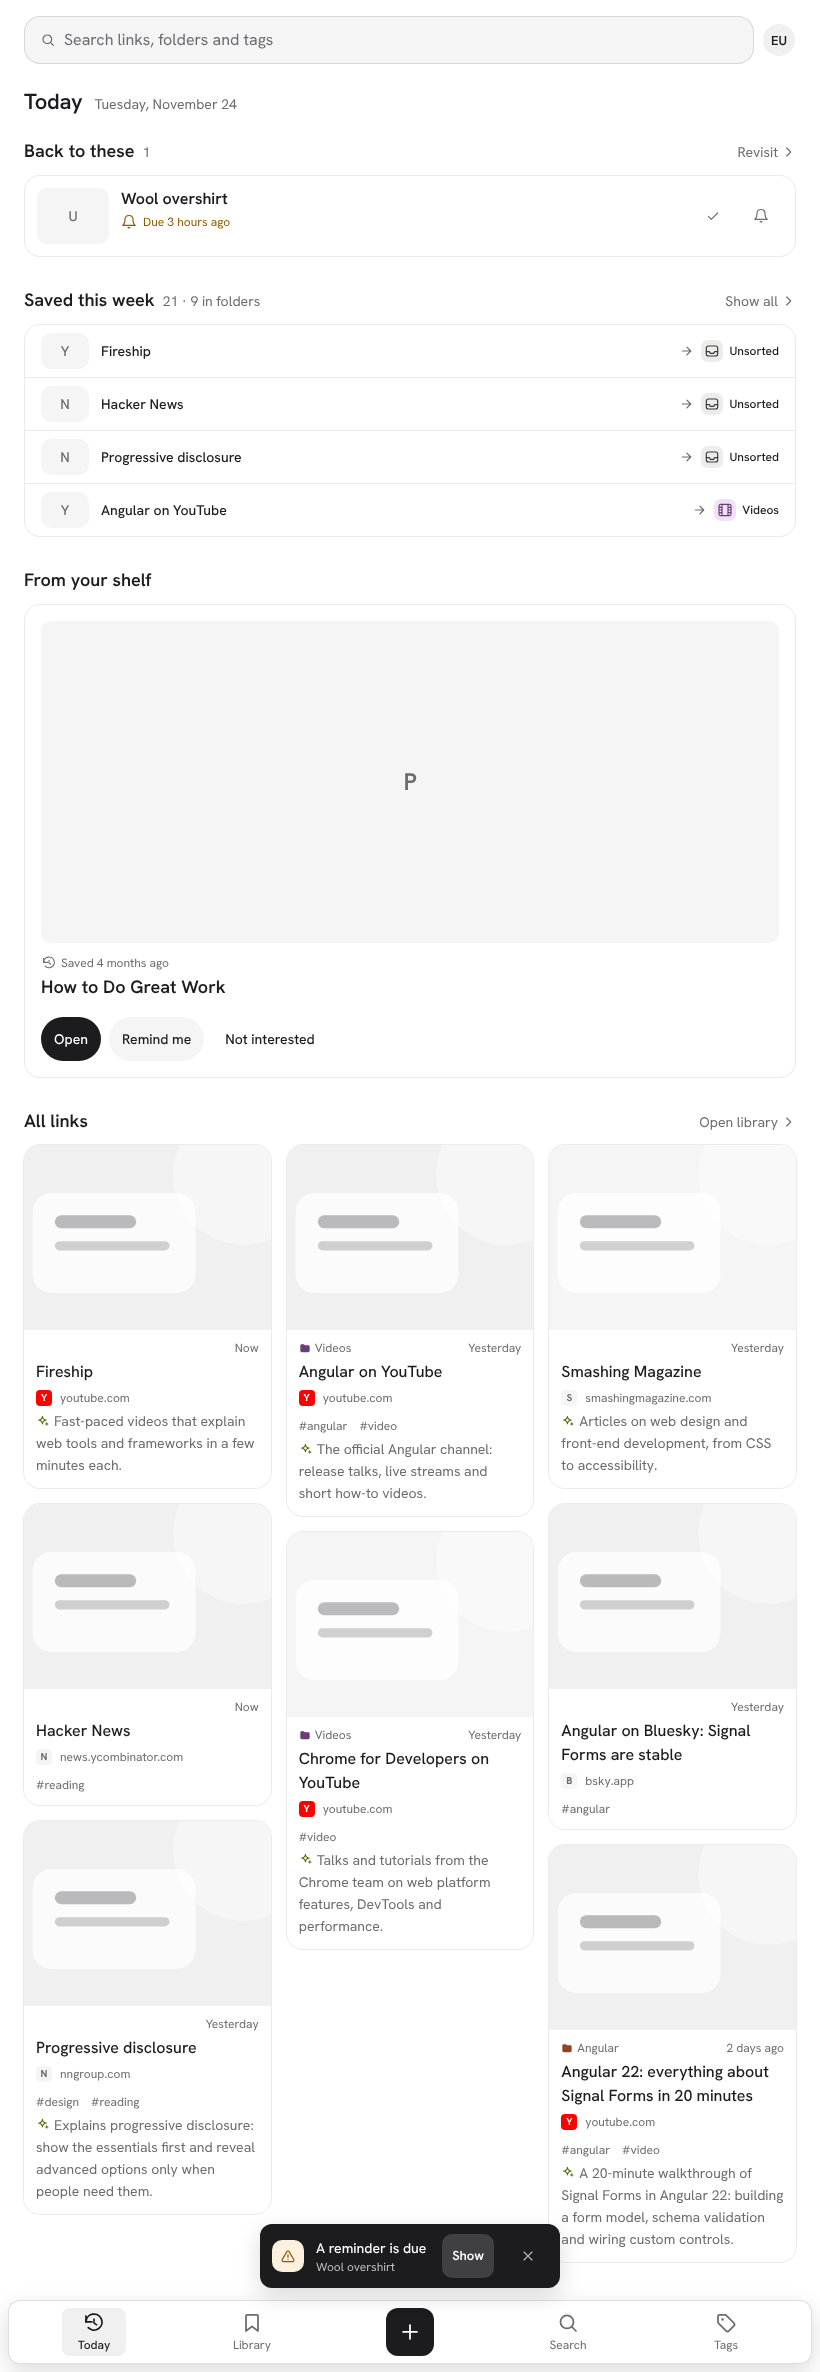 Search links, folders and tags
EU
Today Tuesday, November 24
Back to these 1
Revisit
U
Wool overshirt
Due 3 hours ago
Saved this week 21 · 9 in folders
Show all
Y Fireship Unsorted
N Hacker News Unsorted
N Progressive disclosure Unsorted
Y Angular on YouTube Videos
From your shelf
P
Saved 4 months ago
How to Do Great Work
Open Remind me Not interested
All links
Open library
Now
Fireship
Y youtube.com
Fast-paced videos that explain
web tools and frameworks in a few
minutes each.
Now
Hacker News
N news.ycombinator.com
#reading
Yesterday
Progressive disclosure
N nngroup.com
#design #reading
Explains progressive disclosure:
show the essentials first and reveal
advanced options only when
people need them.
Videos Yesterday
Angular on YouTube
Y youtube.com
#angular #video
The official Angular channel:
release talks, live streams and
short how-to videos.
Videos Yesterday
Chrome for Developers on
YouTube
Y youtube.com
#video
Talks and tutorials from the
Chrome team on web platform
features, DevTools and
performance.
Yesterday
Smashing Magazine
S smashingmagazine.com
Articles on web design and
front-end development, from CSS
to accessibility.
Yesterday
Angular on Bluesky: Signal
Forms are stable
B bsky.app
#angular
Angular 2 days ago
Angular 22: everything about
Signal Forms in 20 minutes
Y youtube.com
#angular #video
A 20-minute walkthrough of
Signal Forms in Angular 22: building
a form model, schema validation
and wiring custom controls.
A reminder is due
Wool overshirt
Show
Today Library Search Tags